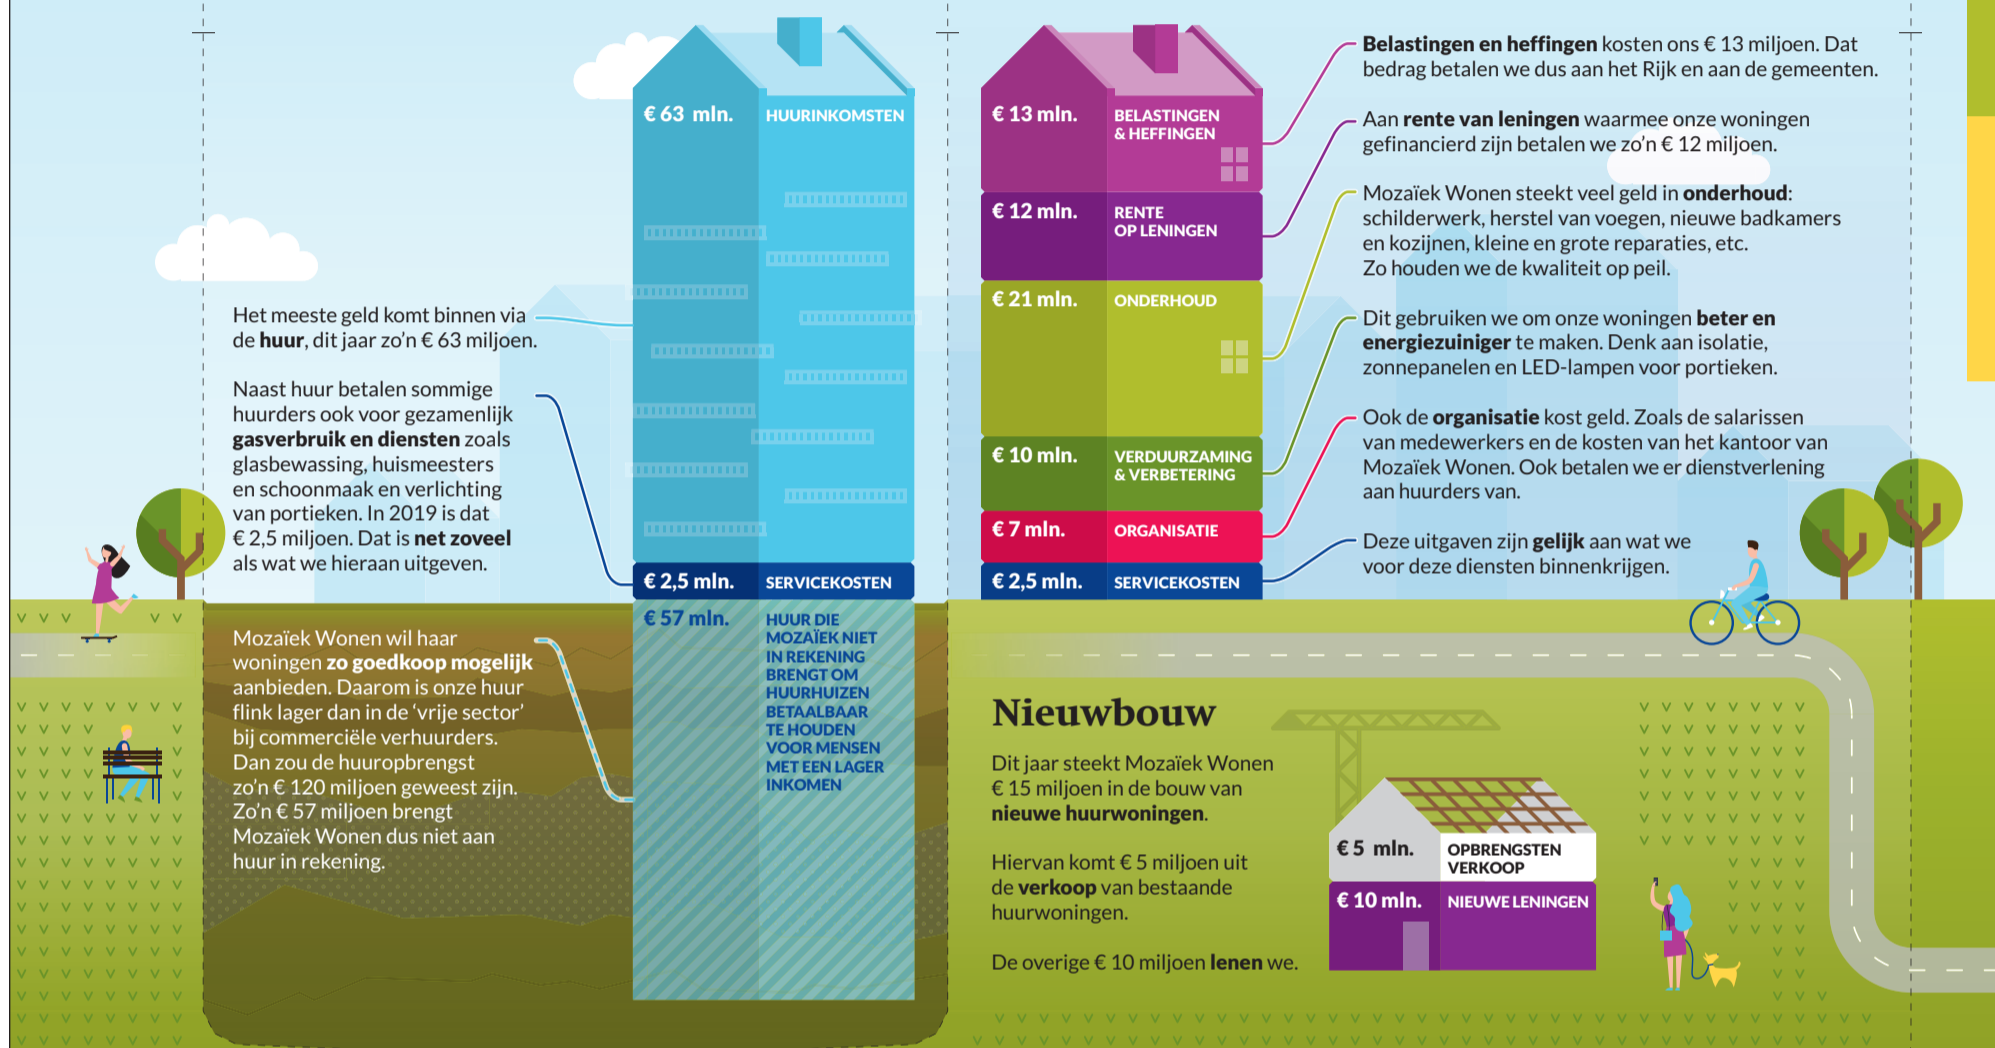 Het meeste geld komt binnen via
de huur, dit jaar zo'n € 63 miljoen.
Naast huur betalen sommige
huurders ook voor gezamenlijk
gasverbruik en diensten zoals
glasbewassing, huismeesters
en schoonmaak en verlichting
van portieken. In 2019 is dat
€ 2,5 miljoen. Dat is net zoveel
als wat we hieraan uitgeven.
Mozaïek Wonen wil haar
woningen zo goedkoop mogelijk
aanbieden. Daarom is onze huur
flink lager dan in de 'vrije sector'
bij commerciële verhuurders.
Dan zou de huuropbrengst
zo'n € 120 miljoen geweest zijn.
Zo'n € 57 miljoen brengt
Mozaïek Wonen dus niet aan
huur in rekening.
€ 63 mln. HUURINKOMSTEN
€ 2,5 mln. SERVICEKOSTEN
€ 57 mln. HUUR DIE
MOZAÏEK NIET
IN REKENING
BRENGT OM
HUURHUIZEN
BETAALBAAR
TE HOUDEN
VOOR MENSEN
MET EEN LAGER
INKOMEN
€ 13 mln. BELASTINGEN
& HEFFINGEN
€ 12 mln. RENTE
OP LENINGEN
€ 21 mln. ONDERHOUD
€ 10 mln. VERDUURZAMING
& VERBETERING
€ 7 mln. ORGANISATIE
€ 2,5 mln. SERVICEKOSTEN
Belastingen en heffingen kosten ons € 13 miljoen. Dat
bedrag betalen we dus aan het Rijk en aan de gemeenten.
Aan rente van leningen waarmee onze woningen
gefinancierd zijn betalen we zo'n € 12 miljoen.
Mozaïek Wonen steekt veel geld in onderhoud:
schilderwerk, herstel van voegen, nieuwe badkamers
en kozijnen, kleine en grote reparaties, etc.
Zo houden we de kwaliteit op peil.
Dit gebruiken we om onze woningen beter en
energiezuiniger te maken. Denk aan isolatie,
zonnepanelen en LED-lampen voor portieken.
Ook de organisatie kost geld. Zoals de salarissen
van medewerkers en de kosten van het kantoor van
Mozaïek Wonen. Ook betalen we er dienstverlening
aan huurders van.
Deze uitgaven zijn gelijk aan wat we
voor deze diensten binnenkrijgen.
Nieuwbouw
Dit jaar steekt Mozaïek Wonen
€ 15 miljoen in de bouw van
nieuwe huurwoningen.
Hiervan komt € 5 miljoen uit
de verkoop van bestaande
huurwoningen.
De overige € 10 miljoen lenen we.
€ 5 mln. OPBRENGSTEN
VERKOOP
€ 10 mln. NIEUWE LENINGEN